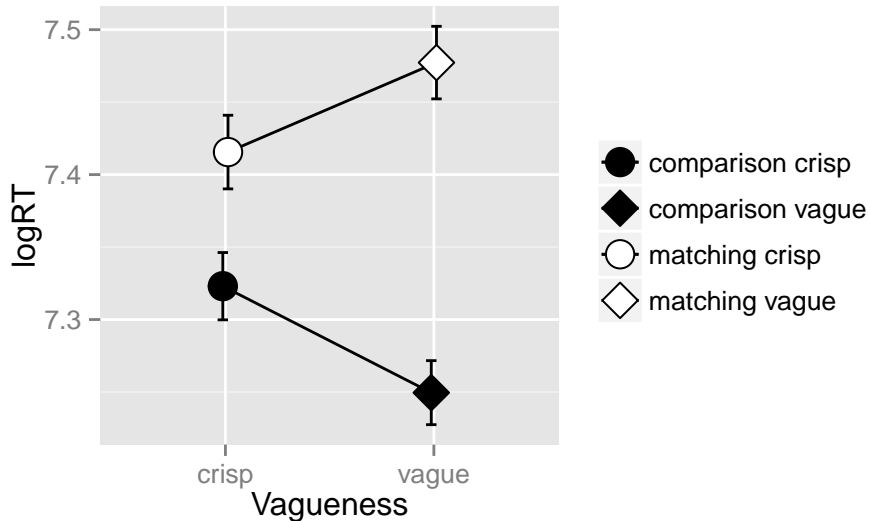 7.5
7.4
7.3
logRT
crisp
vague
Vagueness
comparison crisp
comparison vague
matching crisp
matching vague